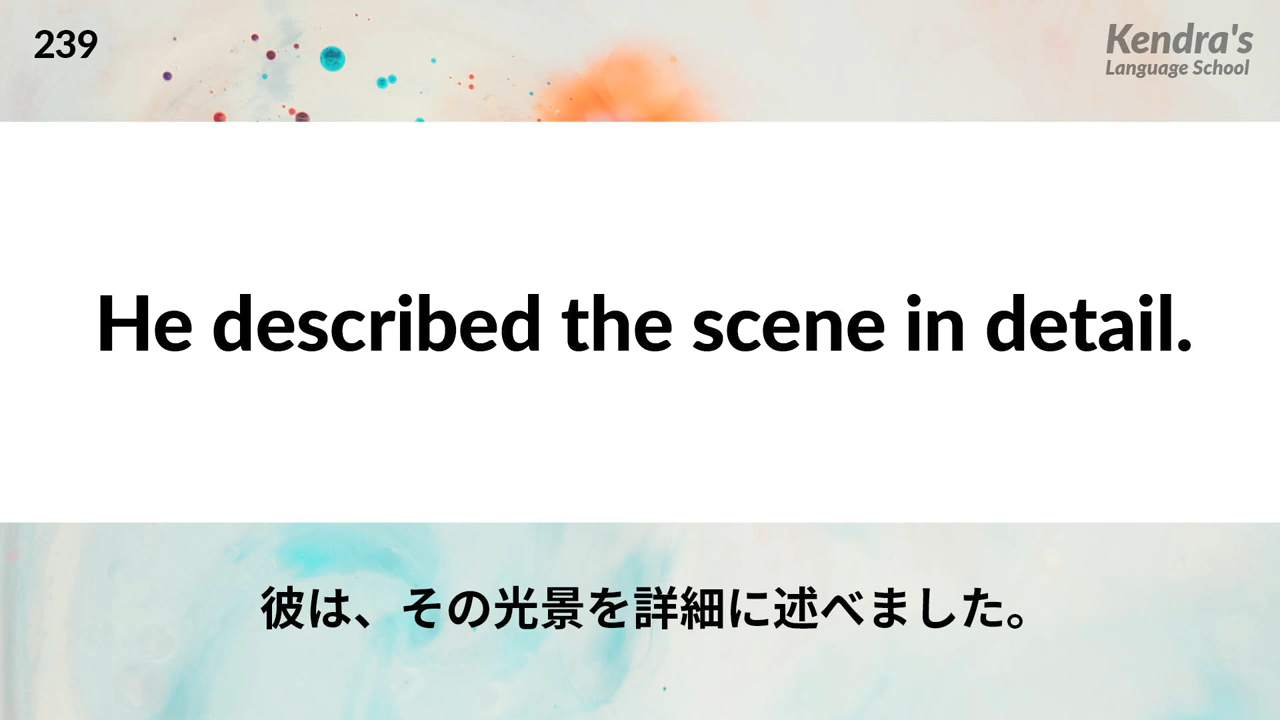 239
Kendra's
Language School
He described the scene in detail.
彼は、その光景を詳細に述べました。